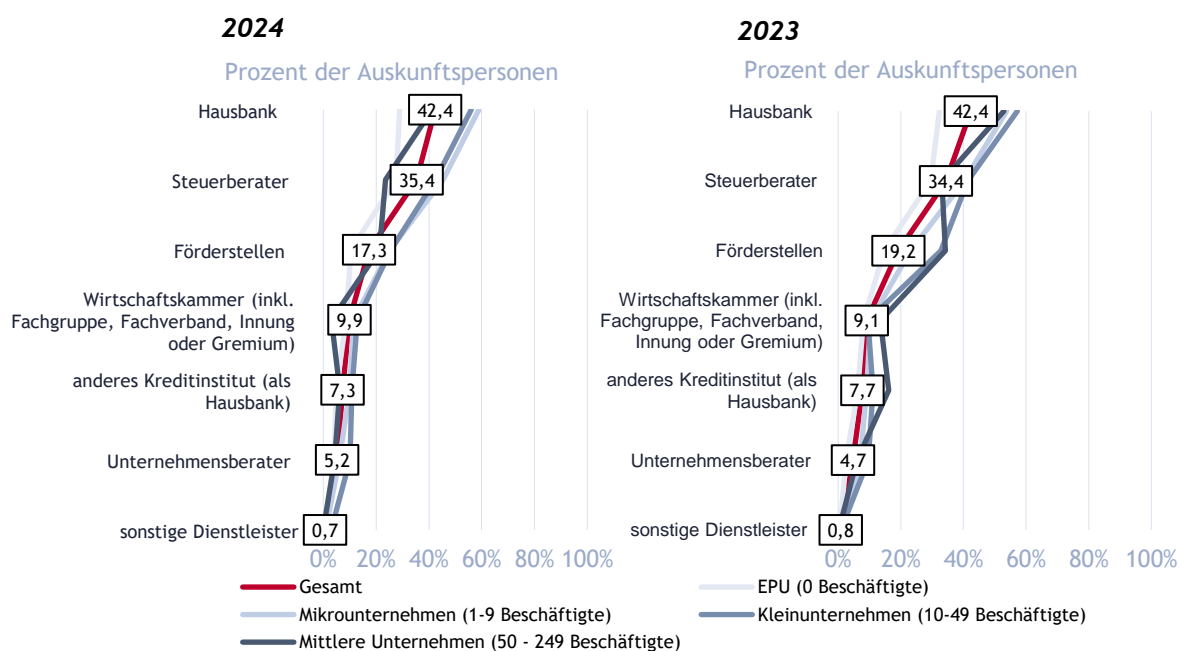 2024
Prozent der Auskunftspersonen
Hausbank
42,4
Steuerberater
35,4
Förderstellen
17,3
Wirtschaftskammer (inkl.
Fachgruppe, Fachverband, Innung
oder Gremium)
9,9
anderes Kreditinstitut (als
Hausbank)
7,3
Unternehmensberater
5,2
sonstige Dienstleister
0,7
0% 20% 40% 60% 80% 100%
2023
Prozent der Auskunftspersonen
Hausbank
42,4
Steuerberater
34,4
Förderstellen
19,2
Wirtschaftskammer (inkl.
Fachgruppe, Fachverband,
Innung oder Gremium)
9,1
anderes Kreditinstitut (als
Hausbank)
7,7
Unternehmensberater
4,7
sonstige Dienstleister
0,8
0% 20% 40% 60% 80% 100%
Gesamt
EPU (0 Beschäftigte)
Mikrounternehmen (1-9 Beschäftigte)
Kleinunternehmen (10-49 Beschäftigte)
Mittlere Unternehmen (50 - 249 Beschäftigte)